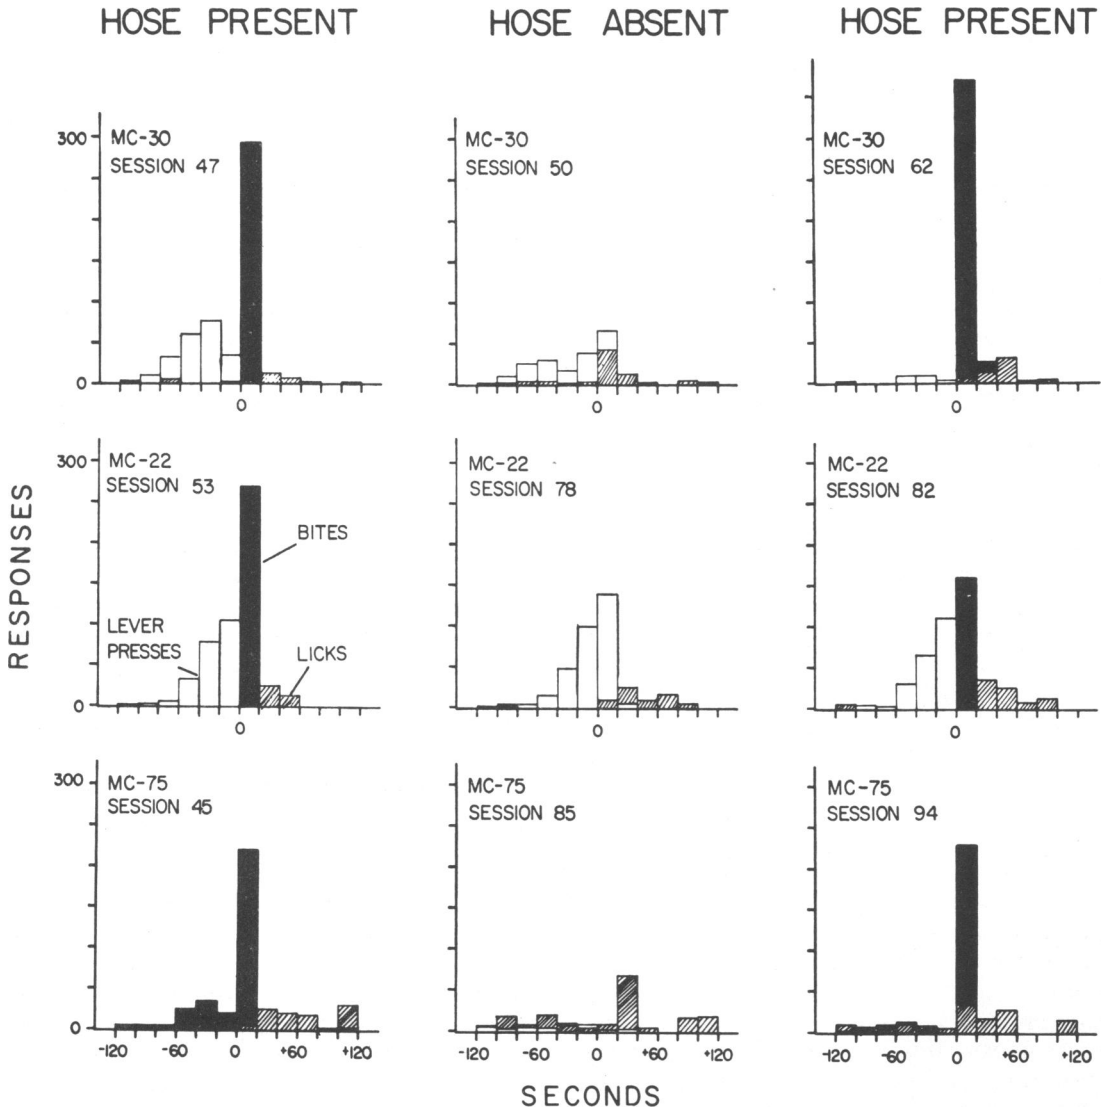 HOSE PRESENT
HOSE ABSENT
HOSE PRESENT
300
MC-30
SESSION 47
0
0
MC-30
SESSION 50
0
MC-30
SESSION 62
0
RESPONSES
300
MC-22
SESSION 53
BITES
LEVER
PRESSES
LICKS
0
0
MC-22
SESSION 78
0
MC-22
SESSION 82
0
300
MC-75
SESSION 45
0
-120 -60 0 +60 +120
MC-75
SESSION 85
-120 -60 0 +60 +120
MC-75
SESSION 94
-120 -60 0 +60 +120
SECONDS